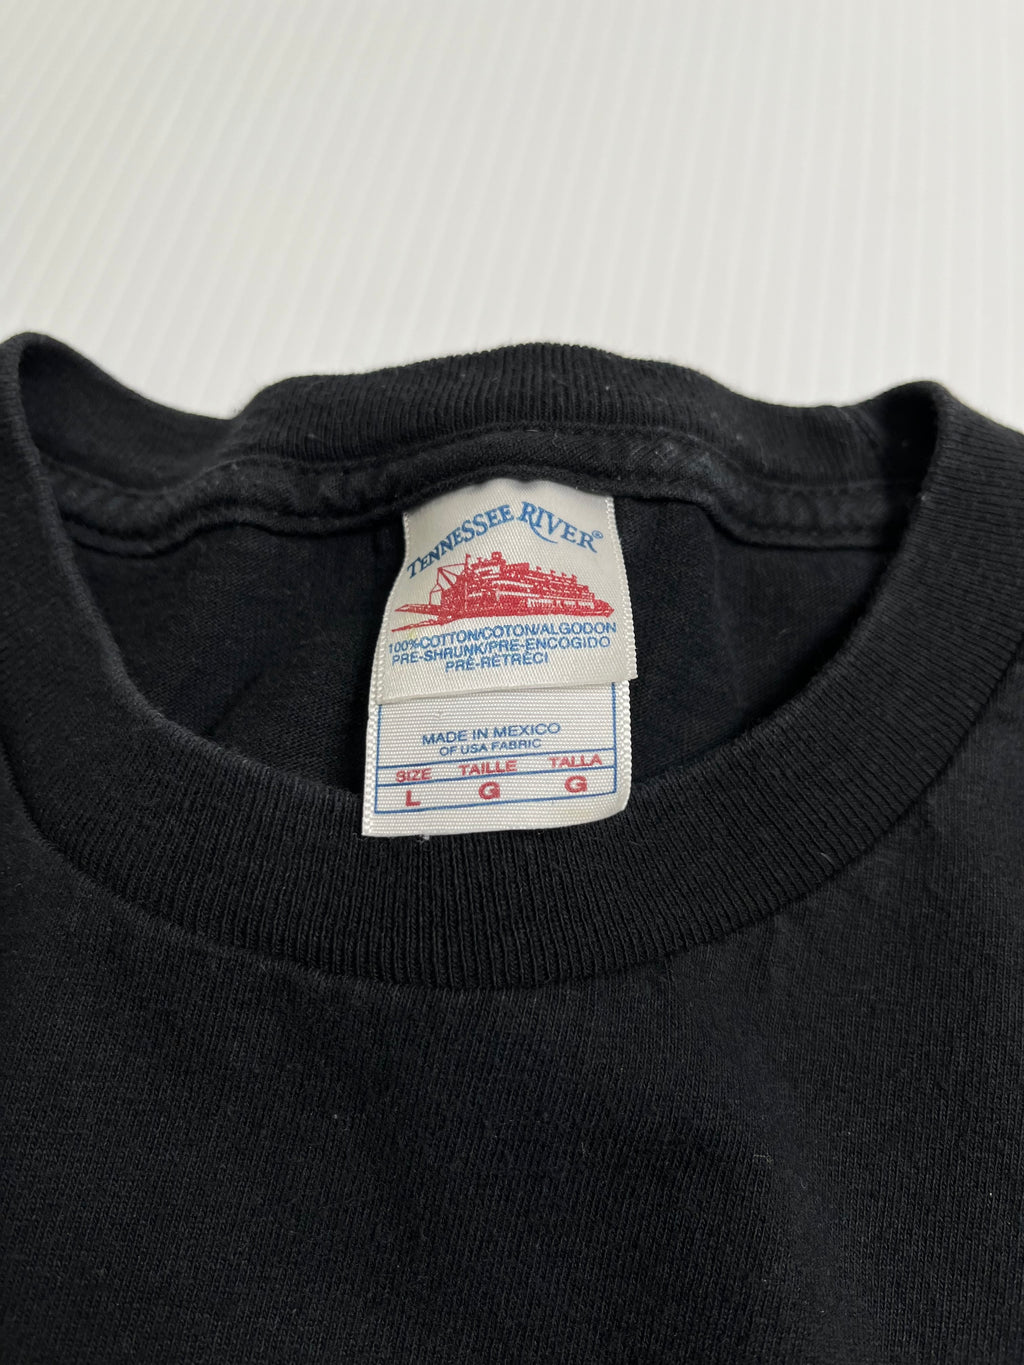 TENNESSEE RIVER®
100% COTTON/COTON/ALGODON
PRE-SHRUNK/PRE-ENCOGIDO
PRÉ-RÉTRÉCI
MADE IN MEXICO
OF USA FABRIC
SIZE TAILLE TALLA
L G G